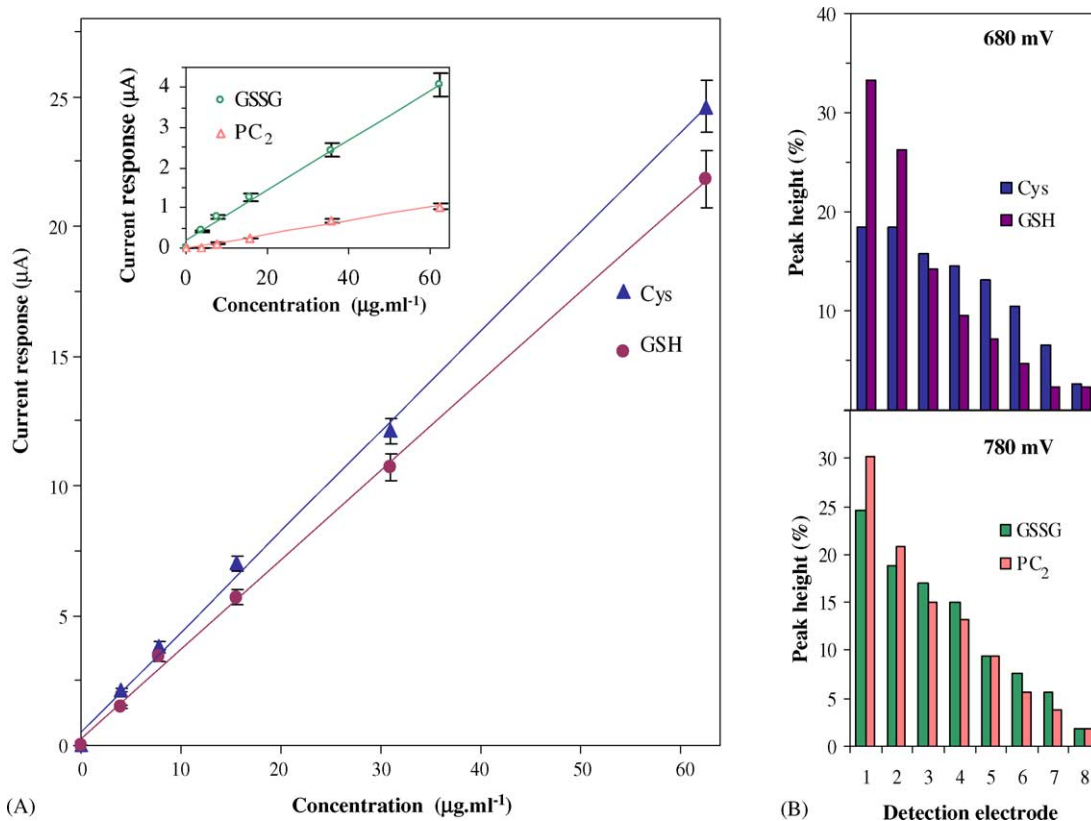 Current response (µA)
25
20
15
10
5
0
0 10 20 30 40 50 60
Concentration (µg.ml⁻¹)
(A)
Current response (µA)
4
3
2
1
0
0 20 40 60
Concentration (µg.ml⁻¹)
GSSG
PC₂
Cys
GSH
680 mV
Peak height (%)
40
30
20
10
Cys
GSH
780 mV
Peak height (%)
30
25
20
15
10
5
0
GSSG
PC₂
1 2 3 4 5 6 7 8
(B)
Detection electrode